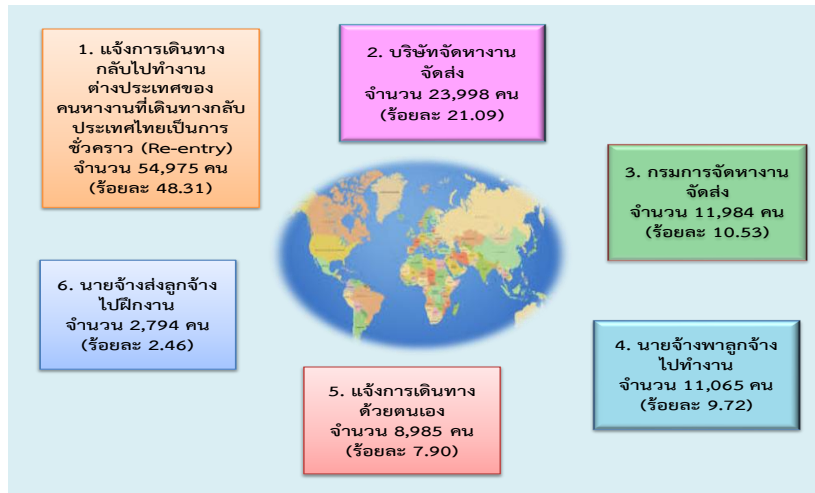 1. แจ้งการเดินทาง
กลับไปทำงาน
ต่างประเทศของ
คนหางานที่เดินทางกลับ
ประเทศไทยเป็นการ
ชั่วคราว (Re-entry)
จำนวน 54,975 คน
(ร้อยละ 48.31)
2. บริษัทจัดหางาน
จัดส่ง
จำนวน 23,998 คน
(ร้อยละ 21.09)
3. กรมการจัดหางาน
จัดส่ง
จำนวน 11,984 คน
(ร้อยละ 10.53)
4. นายจ้างพาลูกจ้าง
ไปทำงาน
จำนวน 11,065 คน
(ร้อยละ 9.72)
5. แจ้งการเดินทาง
ด้วยตนเอง
จำนวน 8,985 คน
(ร้อยละ 7.90)
6. นายจ้างส่งลูกจ้าง
ไปฝึกงาน
จำนวน 2,794 คน
(ร้อยละ 2.46)